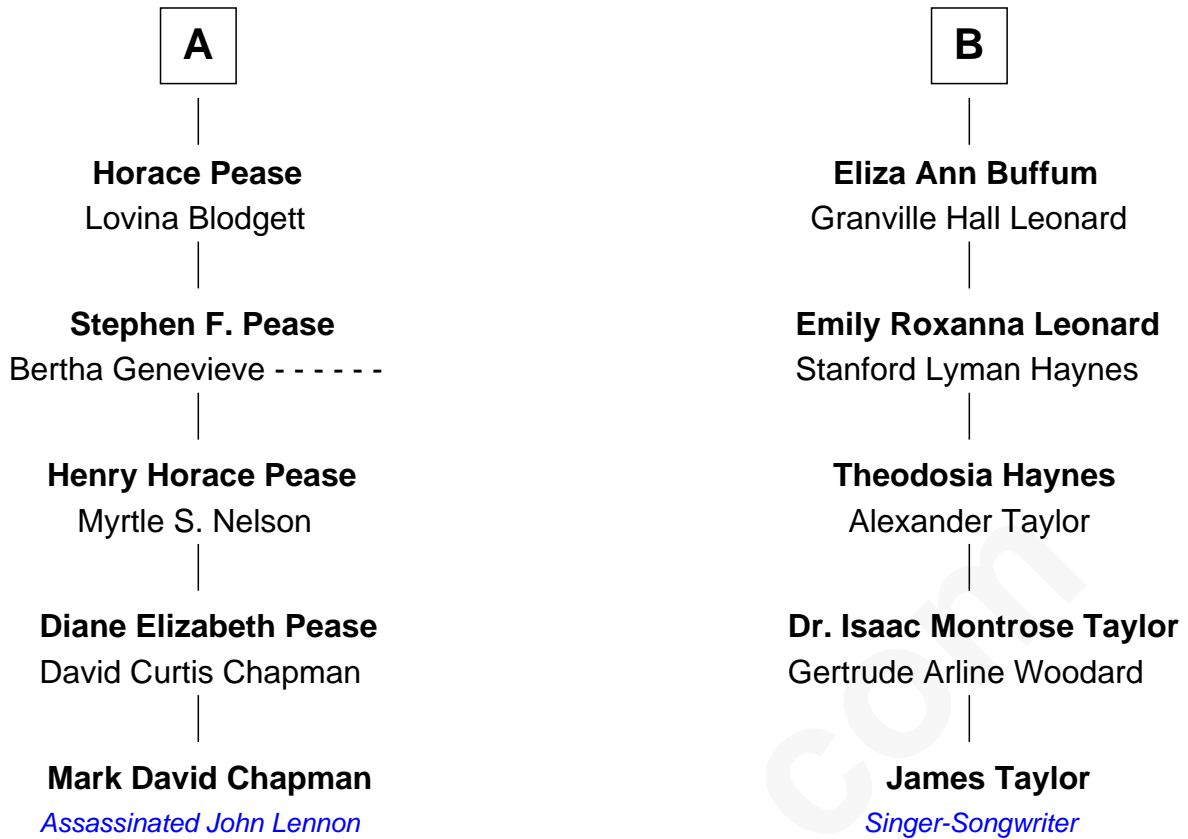 A
Horace Pease
Lovina Blodgett
Stephen F. Pease
Bertha Genevieve - - - - - -
Henry Horace Pease
Myrtle S. Nelson
Diane Elizabeth Pease
David Curtis Chapman
Mark David Chapman
Assassinated John Lennon
B
Eliza Ann Buffum
Granville Hall Leonard
Emily Roxanna Leonard
Stanford Lyman Haynes
Theodosia Haynes
Alexander Taylor
Dr. Isaac Montrose Taylor
Gertrude Arline Woodard
James Taylor
Singer-Songwriter
com